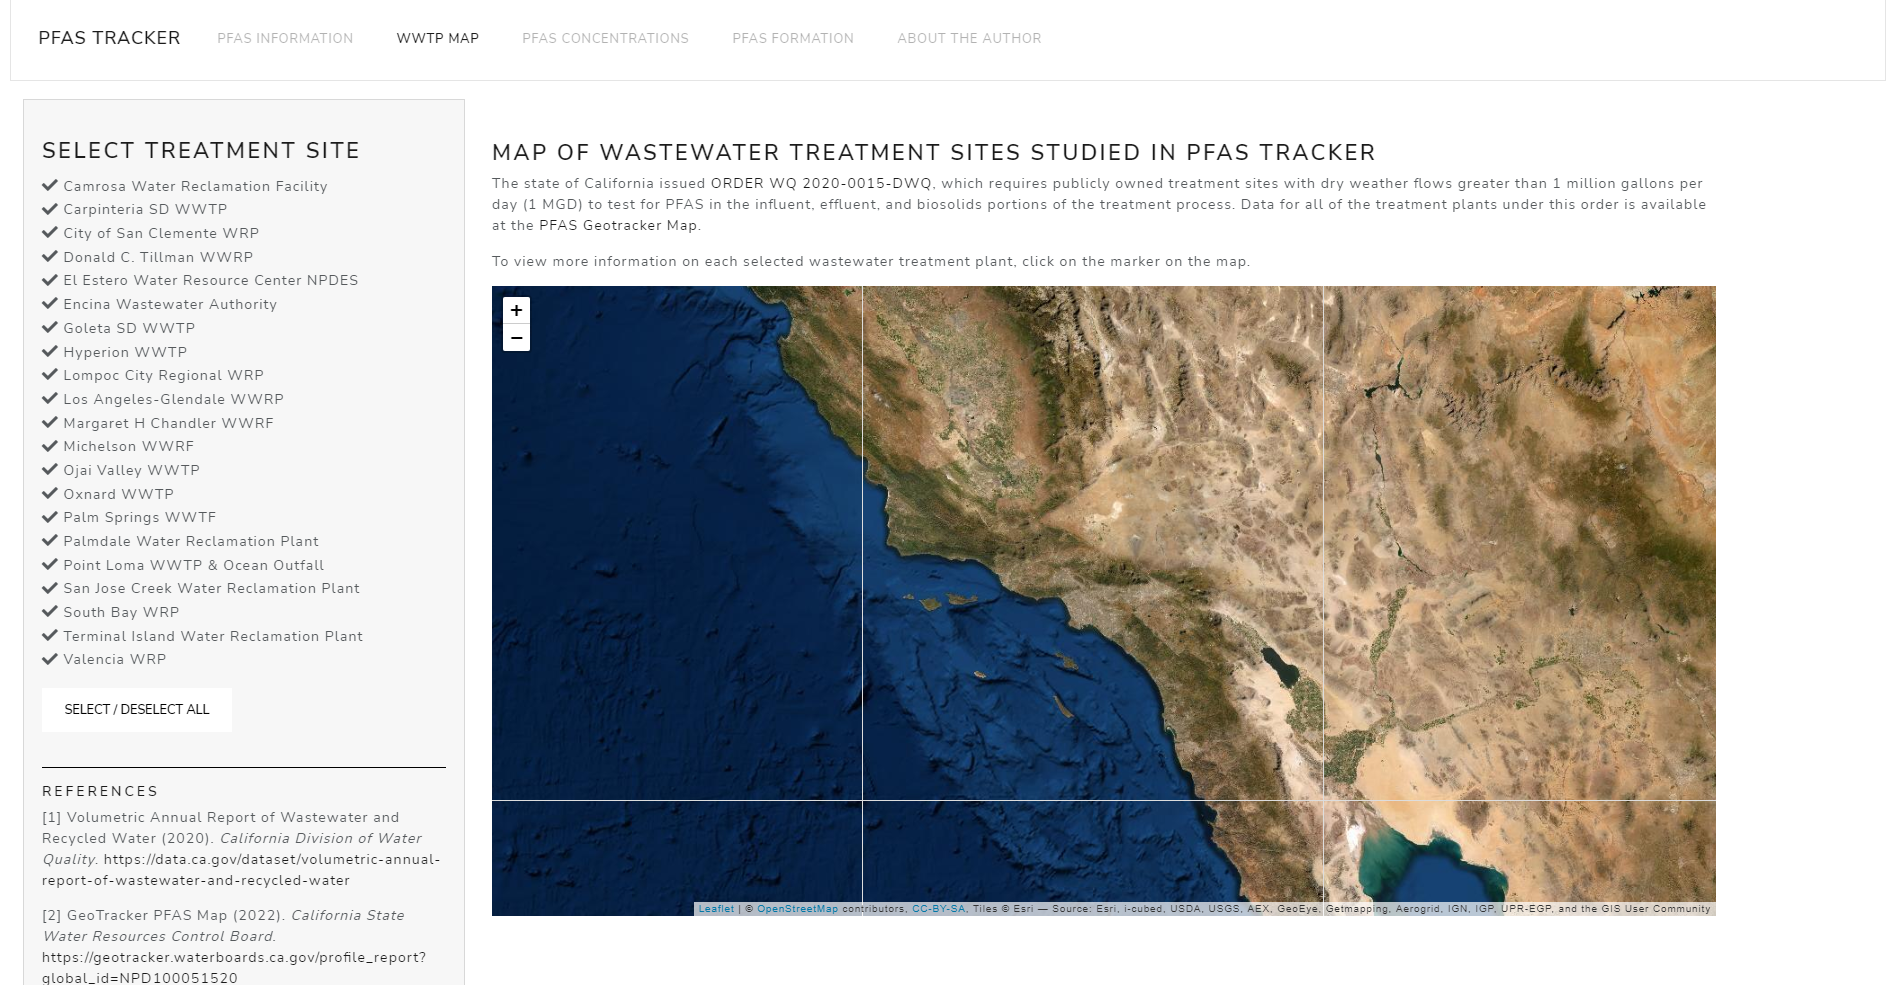 PFAS TRACKER
PFAS INFORMATION
WWTP MAP
PFAS CONCENTRATIONS
PFAS FORMATION
ABOUT THE AUTHOR
SELECT TREATMENT SITE
Camrosa Water Reclamation Facility
Carpinteria SD WWTP
City of San Clemente WRP
Donald C. Tillman WWRP
El Estero Water Resource Center NPDES
Encina Wastewater Authority
Goleta SD WWTP
Hyperion WWTP
Lompoc City Regional WRP
Los Angeles-Glendale WWRP
Margaret H Chandler WWRF
Michelson WWRF
Ojai Valley WWTP
Oxnard WWTP
Palm Springs WWTF
Palmdale Water Reclamation Plant
Point Loma WWTP & Ocean Outfall
San Jose Creek Water Reclamation Plant
South Bay WRP
Terminal Island Water Reclamation Plant
Valencia WRP
SELECT / DESELECT ALL
REFERENCES
[1] Volumetric Annual Report of Wastewater and
Recycled Water (2020). California Division of Water
Quality. https://data.ca.gov/dataset/volumetric-annual-
report-of-wastewater-and-recycled-water
[2] GeoTracker PFAS Map (2022). California State
Water Resources Control Board.
https://geotracker.waterboards.ca.gov/profile_report?
global_id=NPD100051520
MAP OF WASTEWATER TREATMENT SITES STUDIED IN PFAS TRACKER
The state of California issued ORDER WQ 2020-0015-DWQ, which requires publicly owned treatment sites with dry weather flows greater than 1 million gallons per
day (1 MGD) to test for PFAS in the influent, effluent, and biosolids portions of the treatment process. Data for all of the treatment plants under this order is available
at the PFAS Geotracker Map.
To view more information on each selected wastewater treatment plant, click on the marker on the map.
+
−
Leaflet | © OpenStreetMap contributors, CC-BY-SA, Tiles © Esri — Source: Esri, i-cubed, USDA, USGS, AEX, GeoEye, Getmapping, Aerogrid, IGN, IGP, UPR-EGP, and the GIS User Community